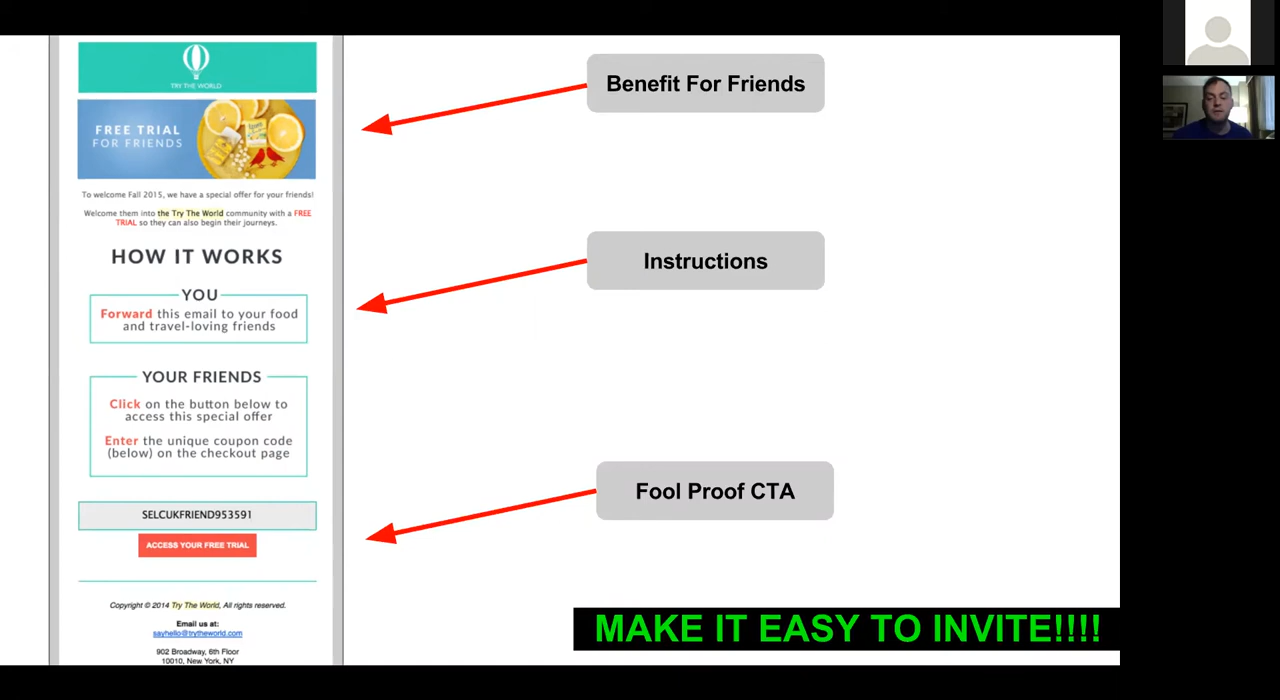 TRY THE WORLD
FREE TRIAL
FOR FRIENDS
To welcome Fall 2015, we have a special offer for your friends!
Welcome them into the Try The World community with a FREE
TRIAL so they can also begin their journeys.
HOW IT WORKS
YOU
Forward this email to your food
and travel-loving friends
YOUR FRIENDS
Click on the button below to
access this special offer
Enter the unique coupon code
(below) on the checkout page
SELCUKFRIEND953591
ACCESS YOUR FREE TRIAL
Copyright © 2014 Try The World, All rights reserved.
Email us at:
sayhello@trytheworld.com
902 Broadway, 6th Floor
10010, New York, NY
Benefit For Friends
Instructions
Fool Proof CTA
MAKE IT EASY TO INVITE!!!!